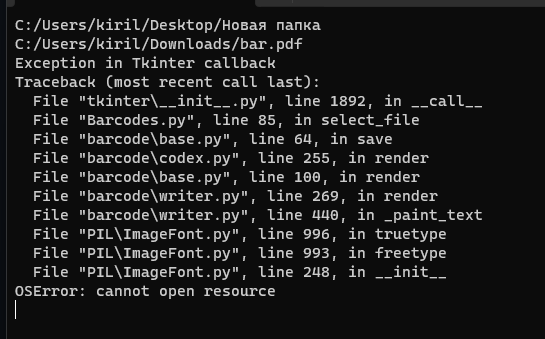 C:/Users/kiril/Desktop/Новая папка
C:/Users/kiril/Downloads/bar.pdf
Exception in Tkinter callback
Traceback (most recent call last):
  File "tkinter\__init__.py", line 1892, in __call__
  File "Barcodes.py", line 85, in select_file
  File "barcode\base.py", line 64, in save
  File "barcode\codex.py", line 255, in render
  File "barcode\base.py", line 100, in render
  File "barcode\writer.py", line 269, in render
  File "barcode\writer.py", line 440, in _paint_text
  File "PIL\ImageFont.py", line 996, in truetype
  File "PIL\ImageFont.py", line 993, in freetype
  File "PIL\ImageFont.py", line 248, in __init__
OSError: cannot open resource